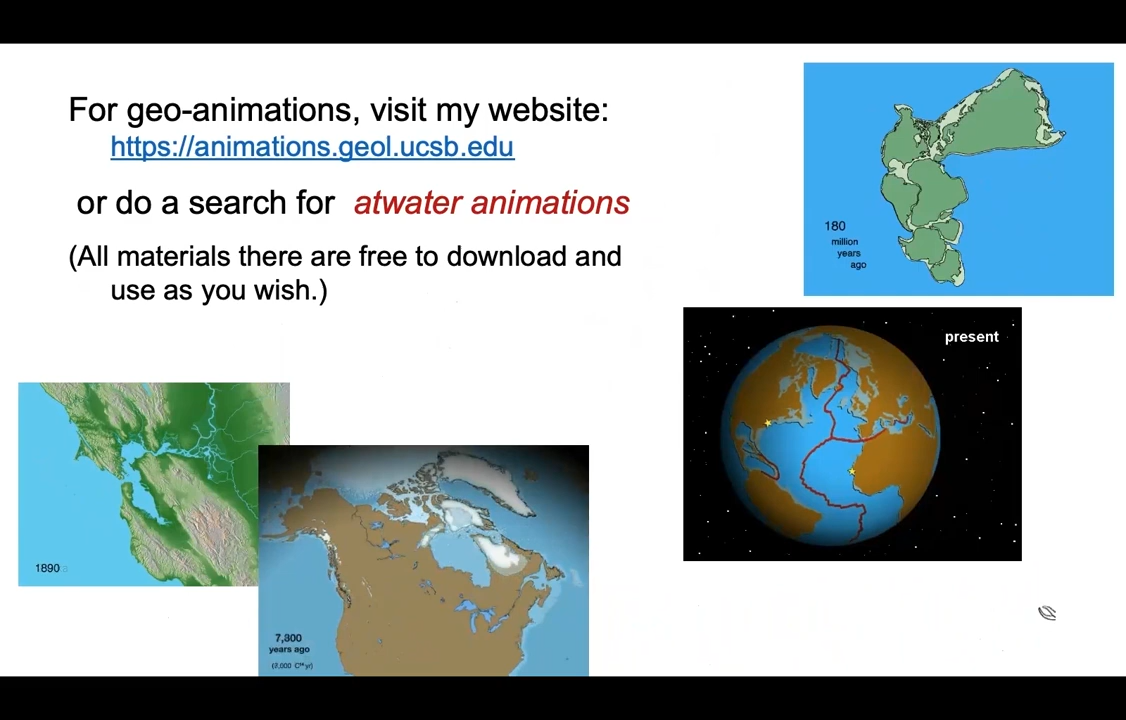 For geo-animations, visit my website:
https://animations.geol.ucsb.edu
or do a search for atwater animations
(All materials there are free to download and
use as you wish.)
180
million
years
ago
present
1890
7,800
years ago